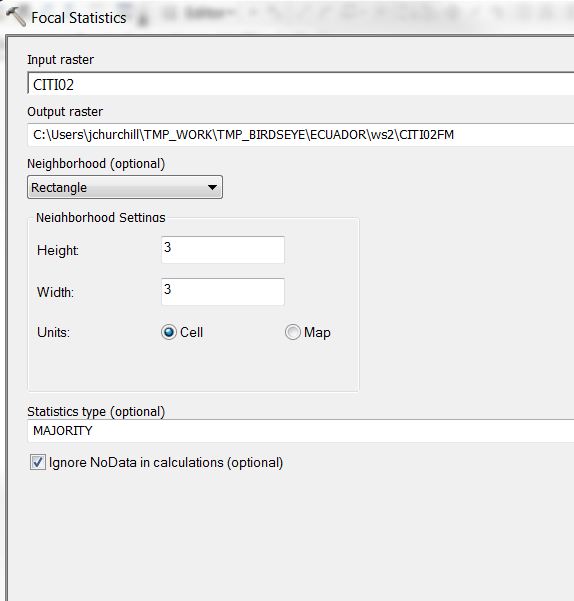 Focal Statistics
Input raster
CITI02
Output raster
C:\Users\jchurchill\TMP_WORK\TMP_BIRDSEYE\ECUADOR\ws2\CITI02FM
Neighborhood (optional)
Rectangle
Neighborhood Settings
Height: 3
Width: 3
Units: Cell Map
Statistics type (optional)
MAJORITY
Ignore NoData in calculations (optional)